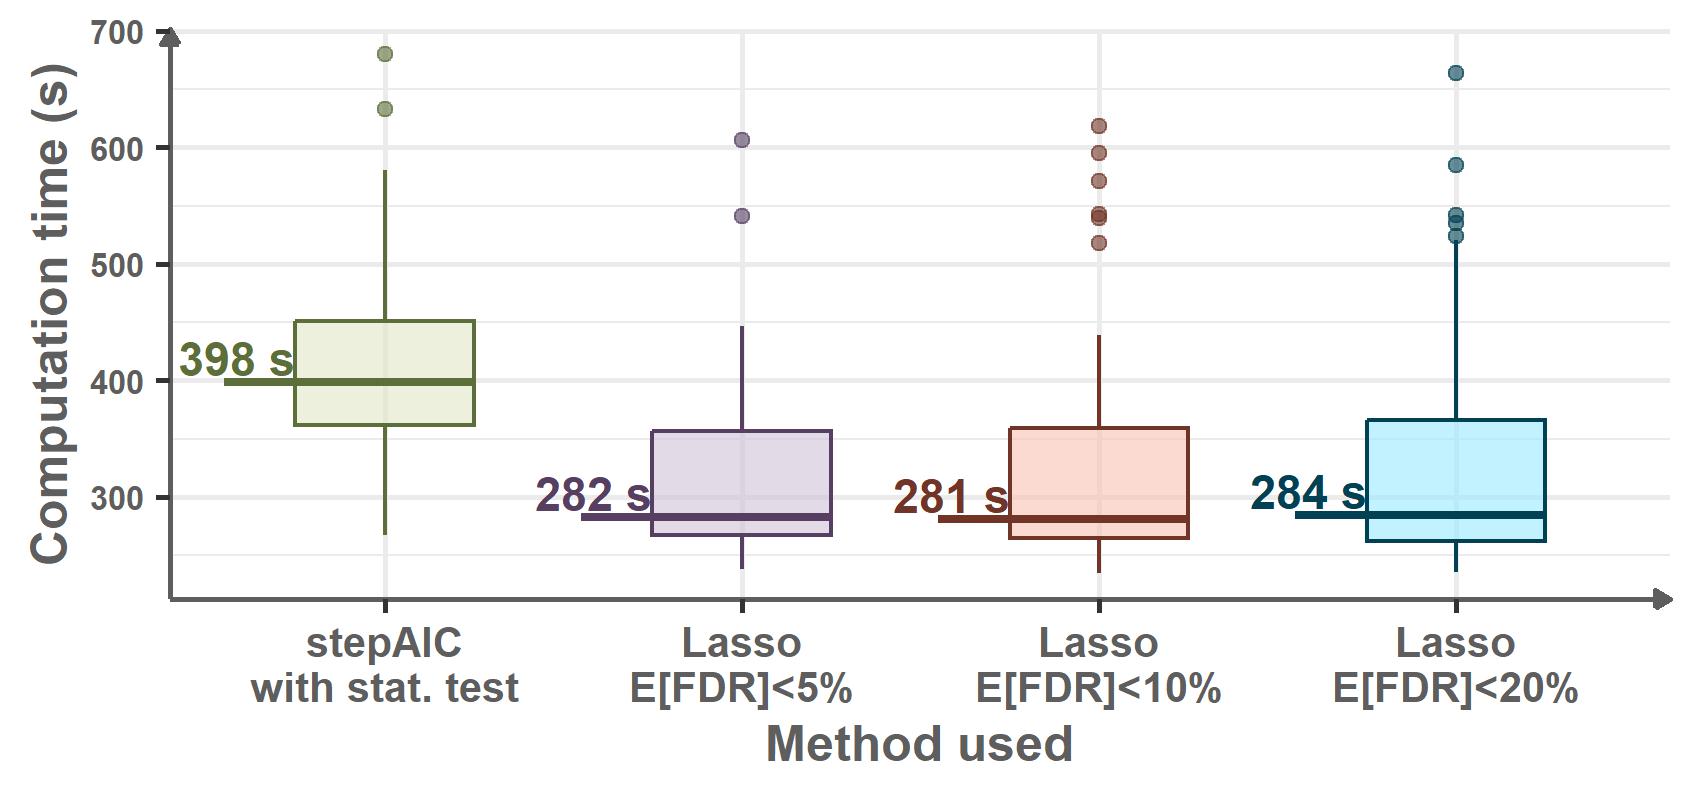 Computation time (s)
700
600
500
400
300
398 s
282 s
281 s
284 s
stepAIC
with stat. test
Lasso
E[FDR]<5%
Lasso
E[FDR]<10%
Lasso
E[FDR]<20%
Method used